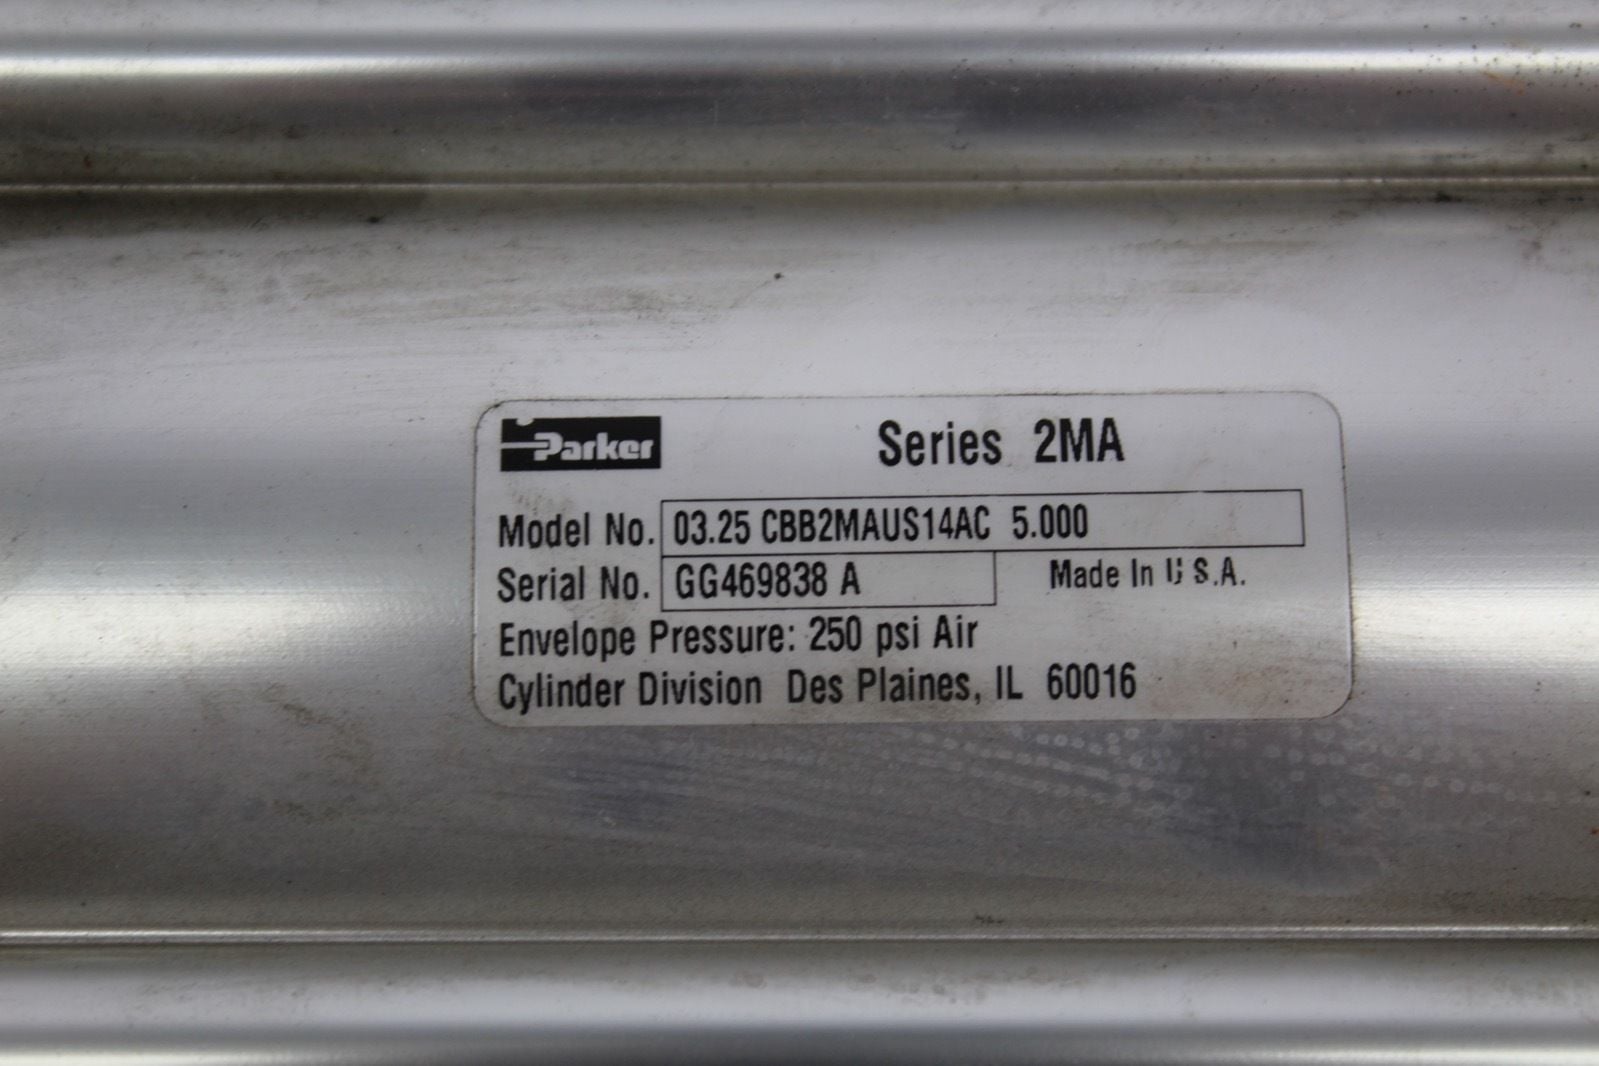 Parker Series 2MA
Model No. 03.25 CBB2MAUS14AC 5.000
Serial No. GG469838 A Made In U S.A.
Envelope Pressure: 250 psi Air
Cylinder Division Des Plaines, IL 60016